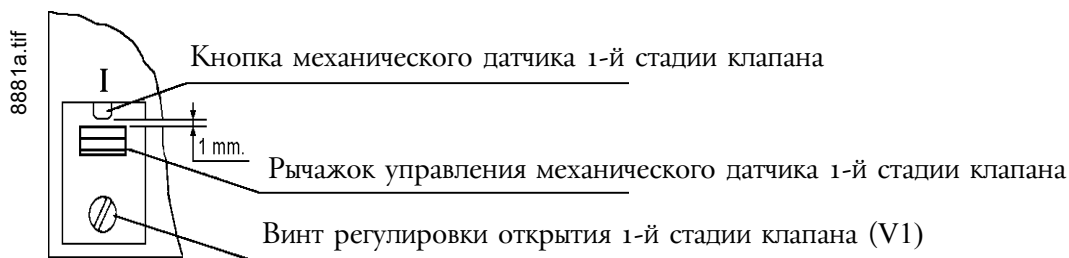 8881a.tif
Кнопка механического датчика 1-й стадии клапана
I
1 mm.
Рычажок управления механического датчика 1-й стадии клапана
Винт регулировки открытия 1-й стадии клапана (V1)